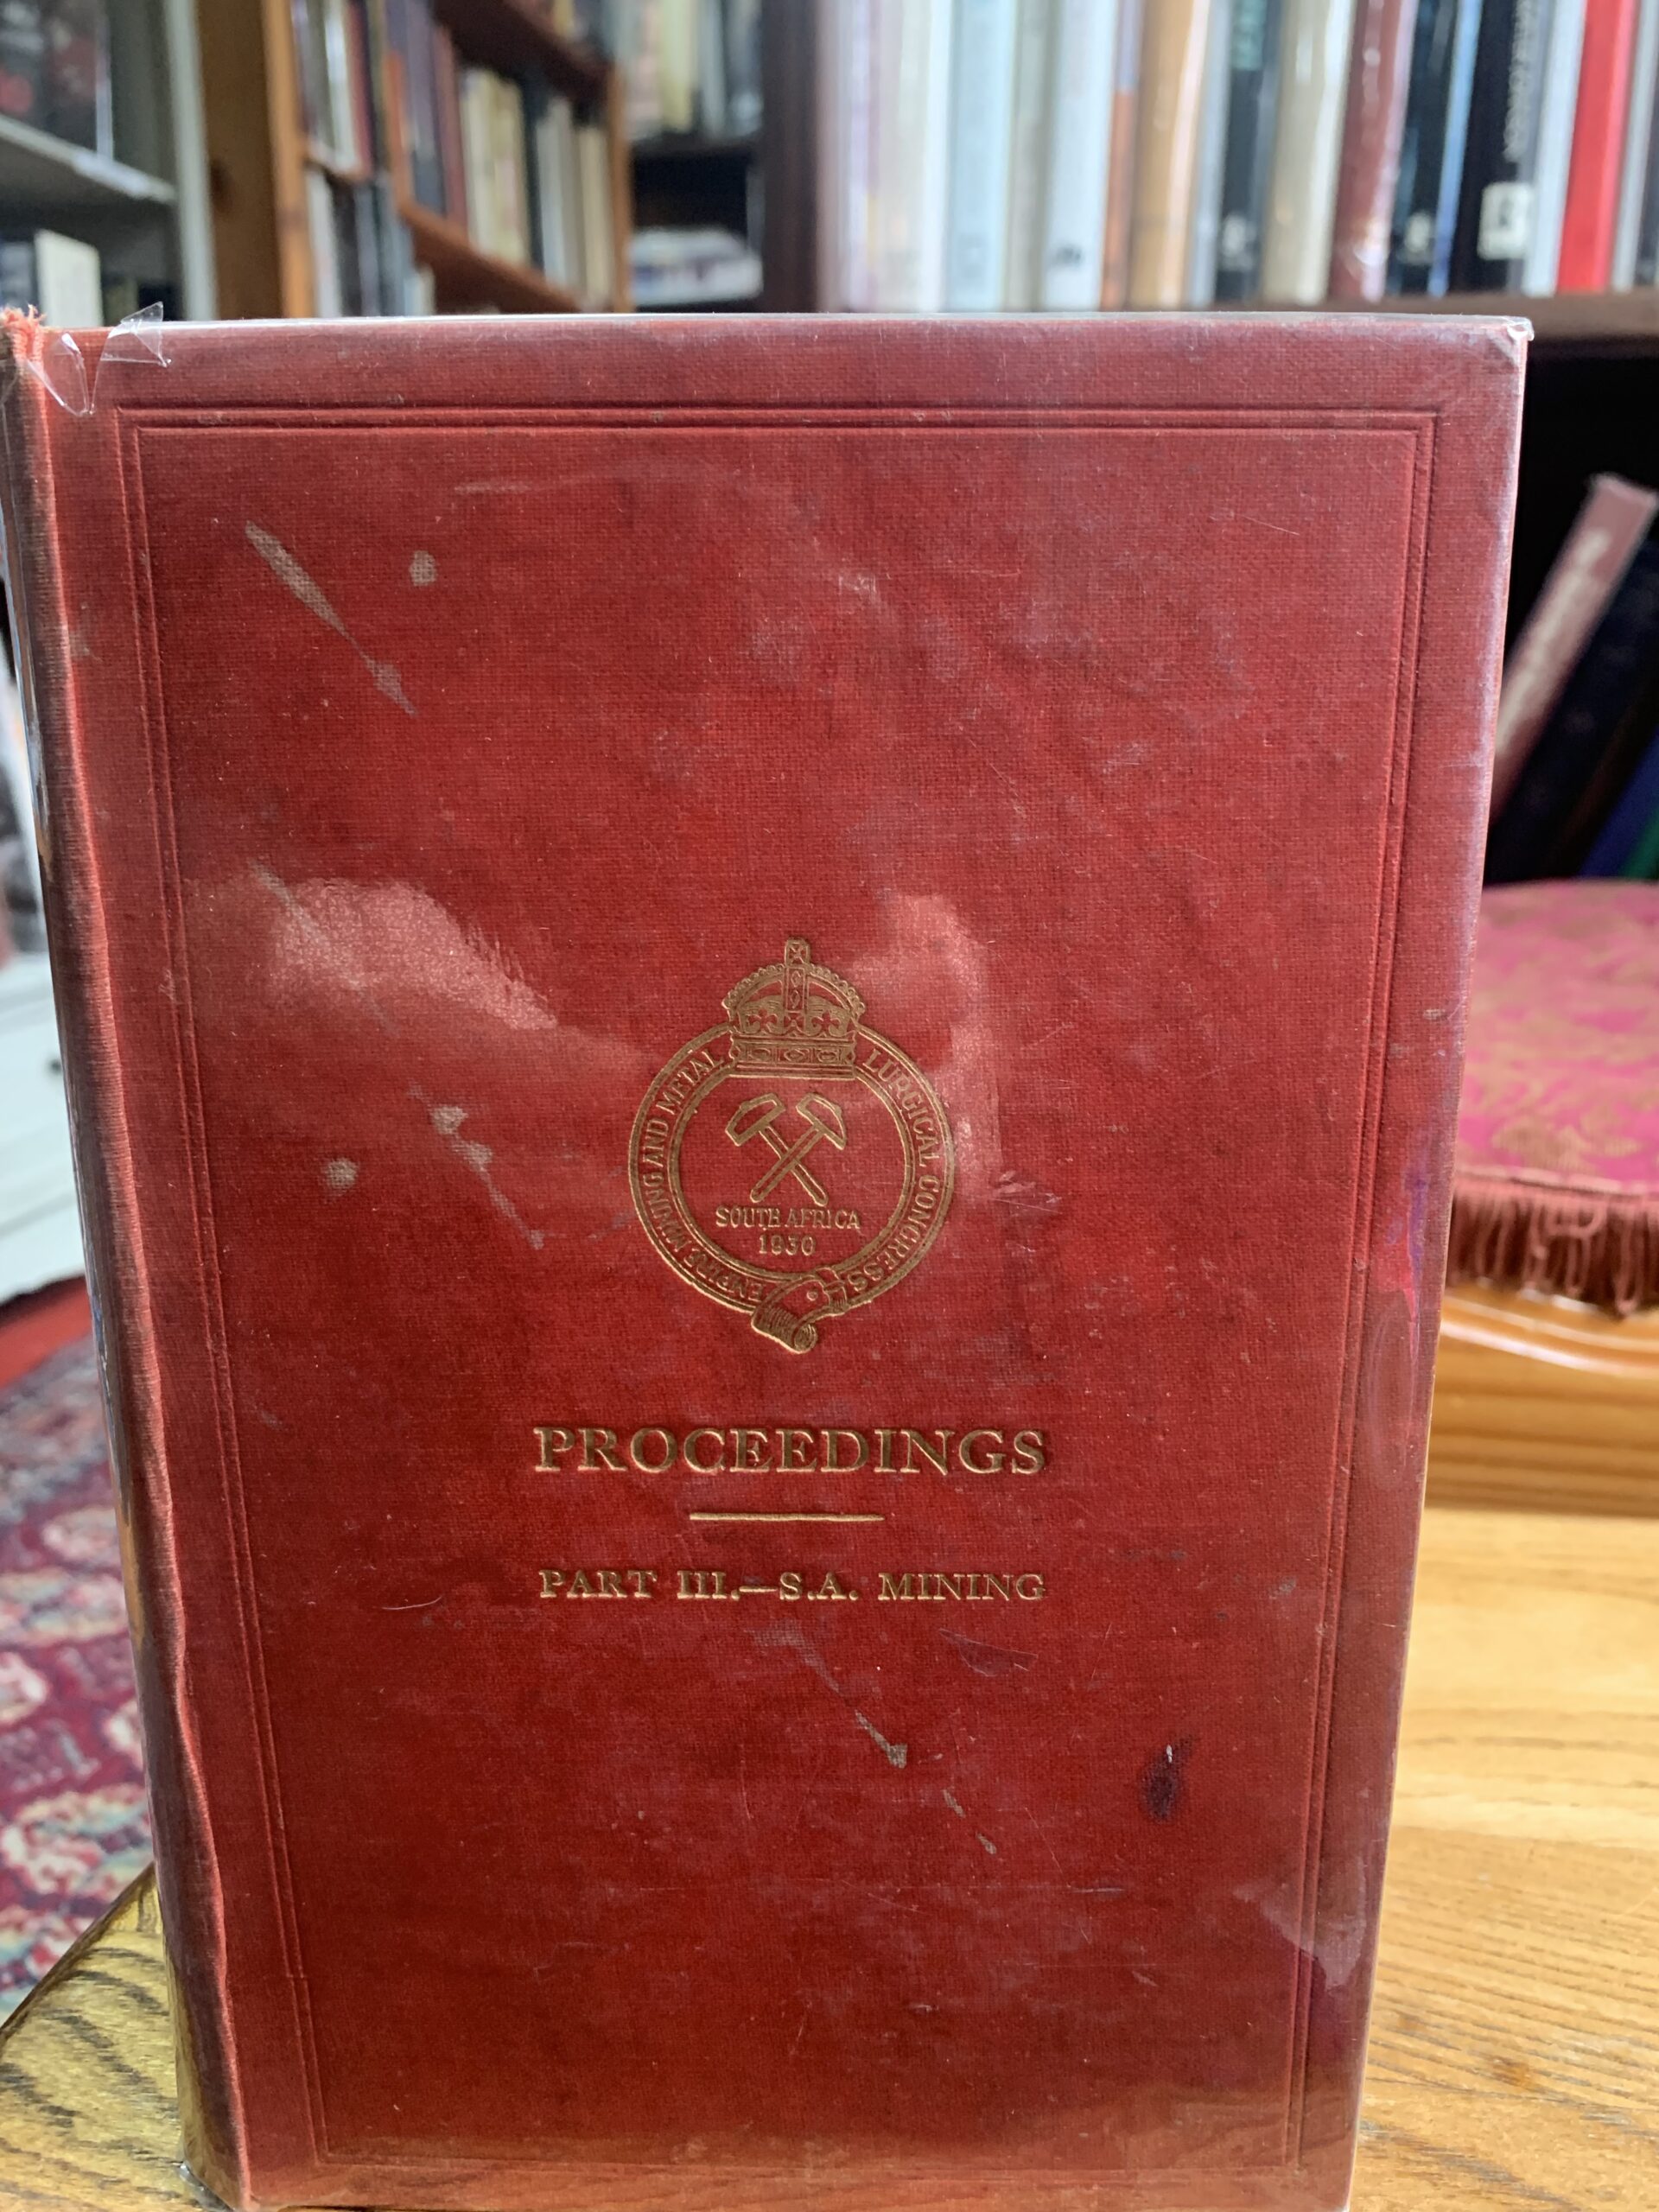 EMPIRE MINING AND METALLURGICAL CONGRESS
SOUTH AFRICA
1930
PROCEEDINGS
PART III.—S.A. MINING